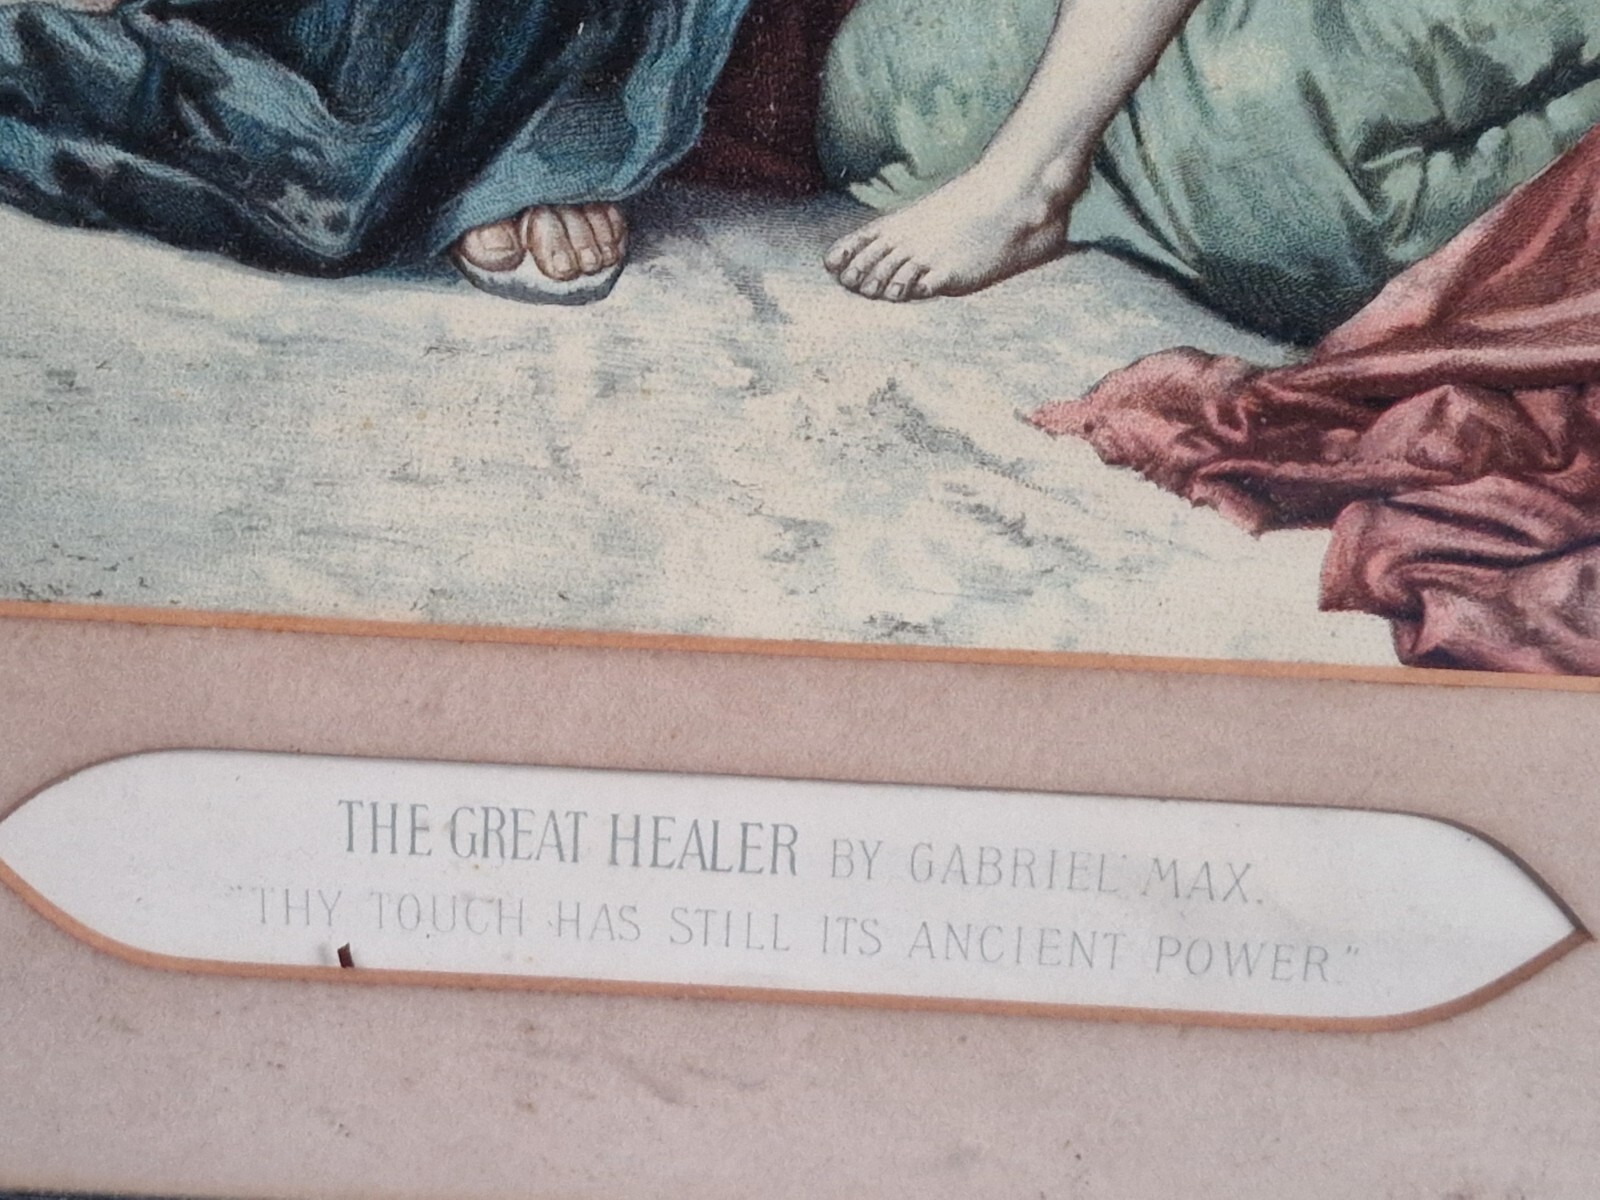 THE GREAT HEALER BY GABRIEL MAX.
"THY TOUCH HAS STILL ITS ANCIENT POWER."